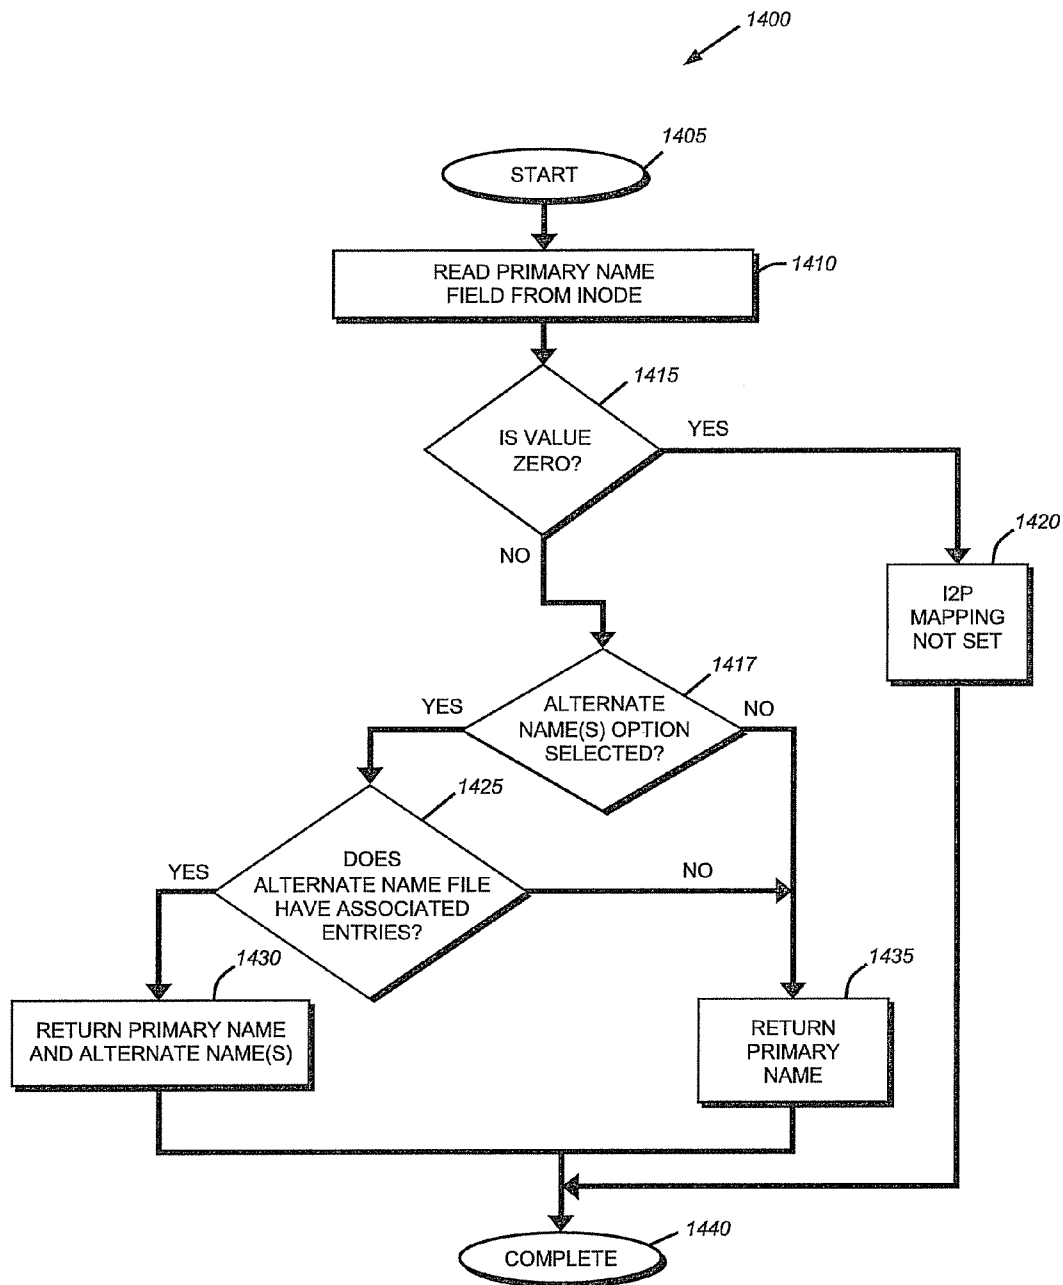 1400
1405
START
1410
READ PRIMARY NAME
FIELD FROM INODE
1415
IS VALUE
ZERO?
YES
NO
1420
I2P
MAPPING
NOT SET
1417
ALTERNATE
NAME(S) OPTION
SELECTED?
YES
NO
1425
DOES
ALTERNATE NAME FILE
HAVE ASSOCIATED
ENTRIES?
YES
NO
1430
RETURN PRIMARY NAME
AND ALTERNATE NAME(S)
1435
RETURN
PRIMARY
NAME
1440
COMPLETE